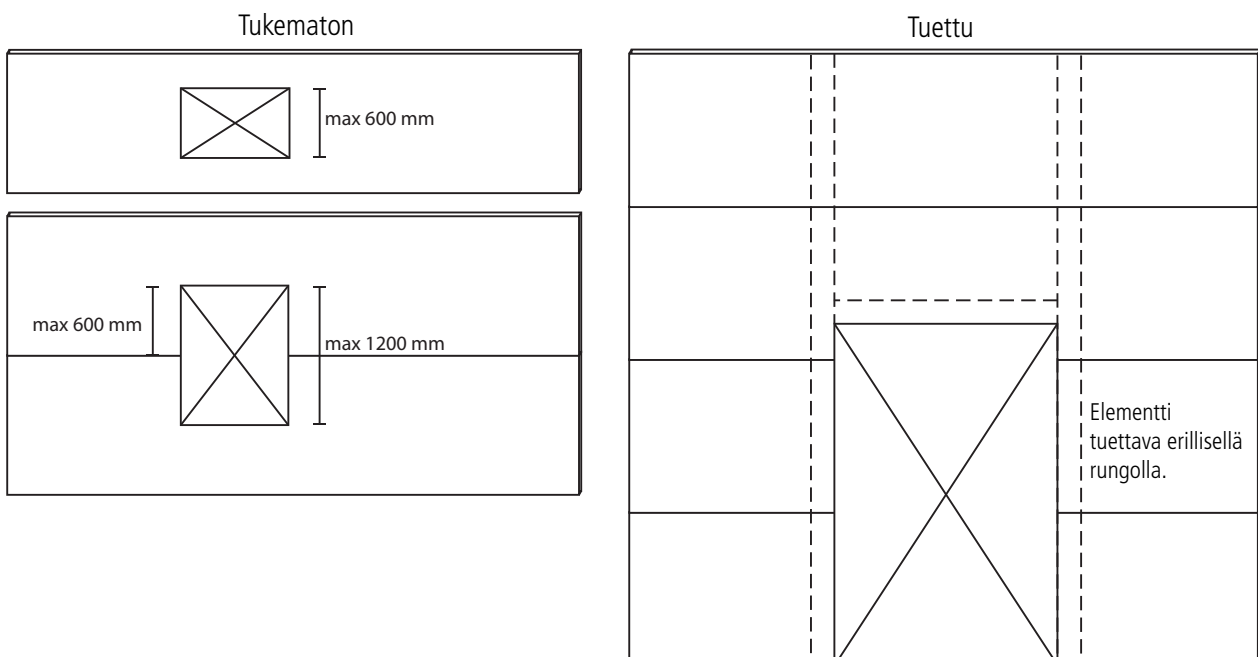 Tukematon
max 600 mm
max 600 mm
max 1200 mm
Tuettu
Elementti
tuettava erillisellä
rungolla.